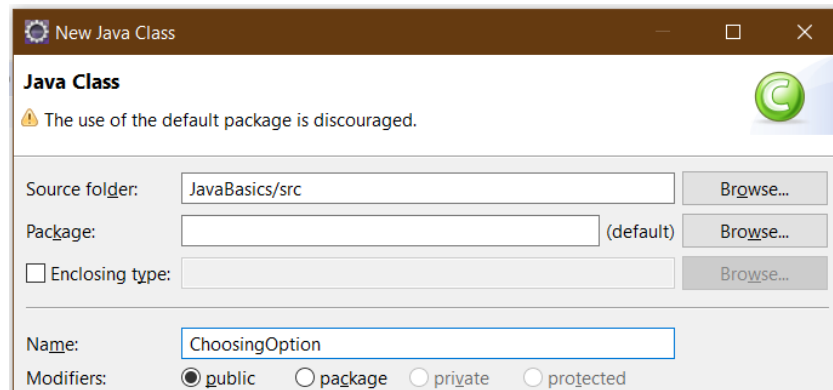 New Java Class
Java Class
The use of the default package is discouraged.
Source folder: JavaBasics/src Browse...
Package: (default) Browse...
Enclosing type: Browse...
Name: ChoosingOption
Modifiers: public package private protected